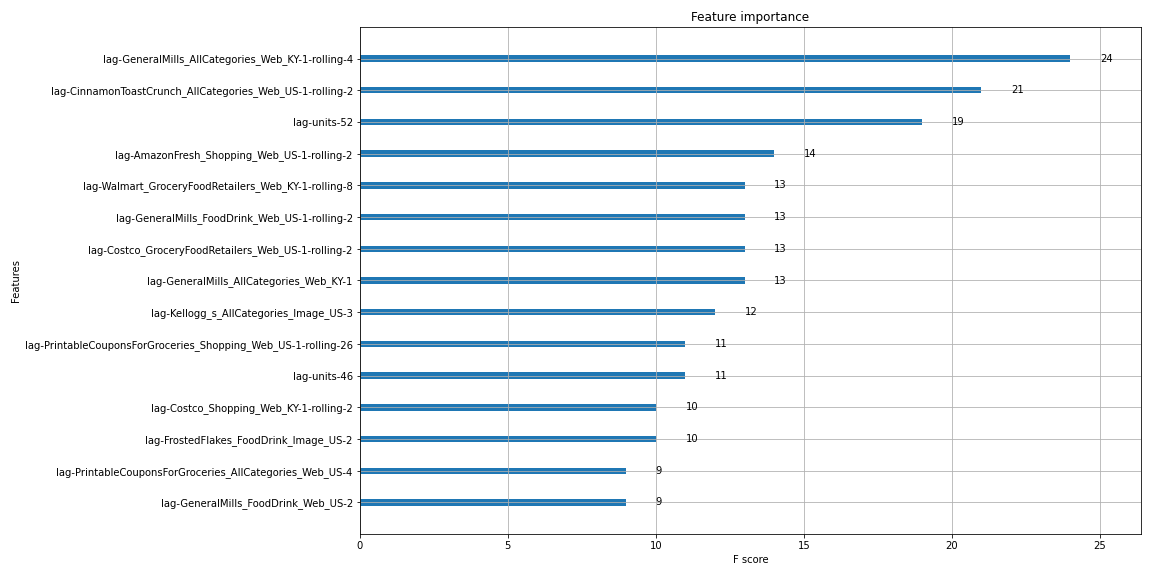 Feature importance
Features
lag-GeneralMills_AllCategories_Web_KY-1-rolling-4 24
lag-CinnamonToastCrunch_AllCategories_Web_US-1-rolling-2 21
lag-units-52 19
lag-AmazonFresh_Shopping_Web_US-1-rolling-2 14
lag-Walmart_GroceryFoodRetailers_Web_KY-1-rolling-8 13
lag-GeneralMills_FoodDrink_Web_US-1-rolling-2 13
lag-Costco_GroceryFoodRetailers_Web_US-1-rolling-2 13
lag-GeneralMills_AllCategories_Web_KY-1 13
lag-Kellogg_s_AllCategories_Image_US-3 12
lag-PrintableCouponsForGroceries_Shopping_Web_US-1-rolling-26 11
lag-units-46 11
lag-Costco_Shopping_Web_KY-1-rolling-2 10
lag-FrostedFlakes_FoodDrink_Image_US-2 10
lag-PrintableCouponsForGroceries_AllCategories_Web_US-4 9
lag-GeneralMills_FoodDrink_Web_US-2 9
0 5 10 15 20 25
F score